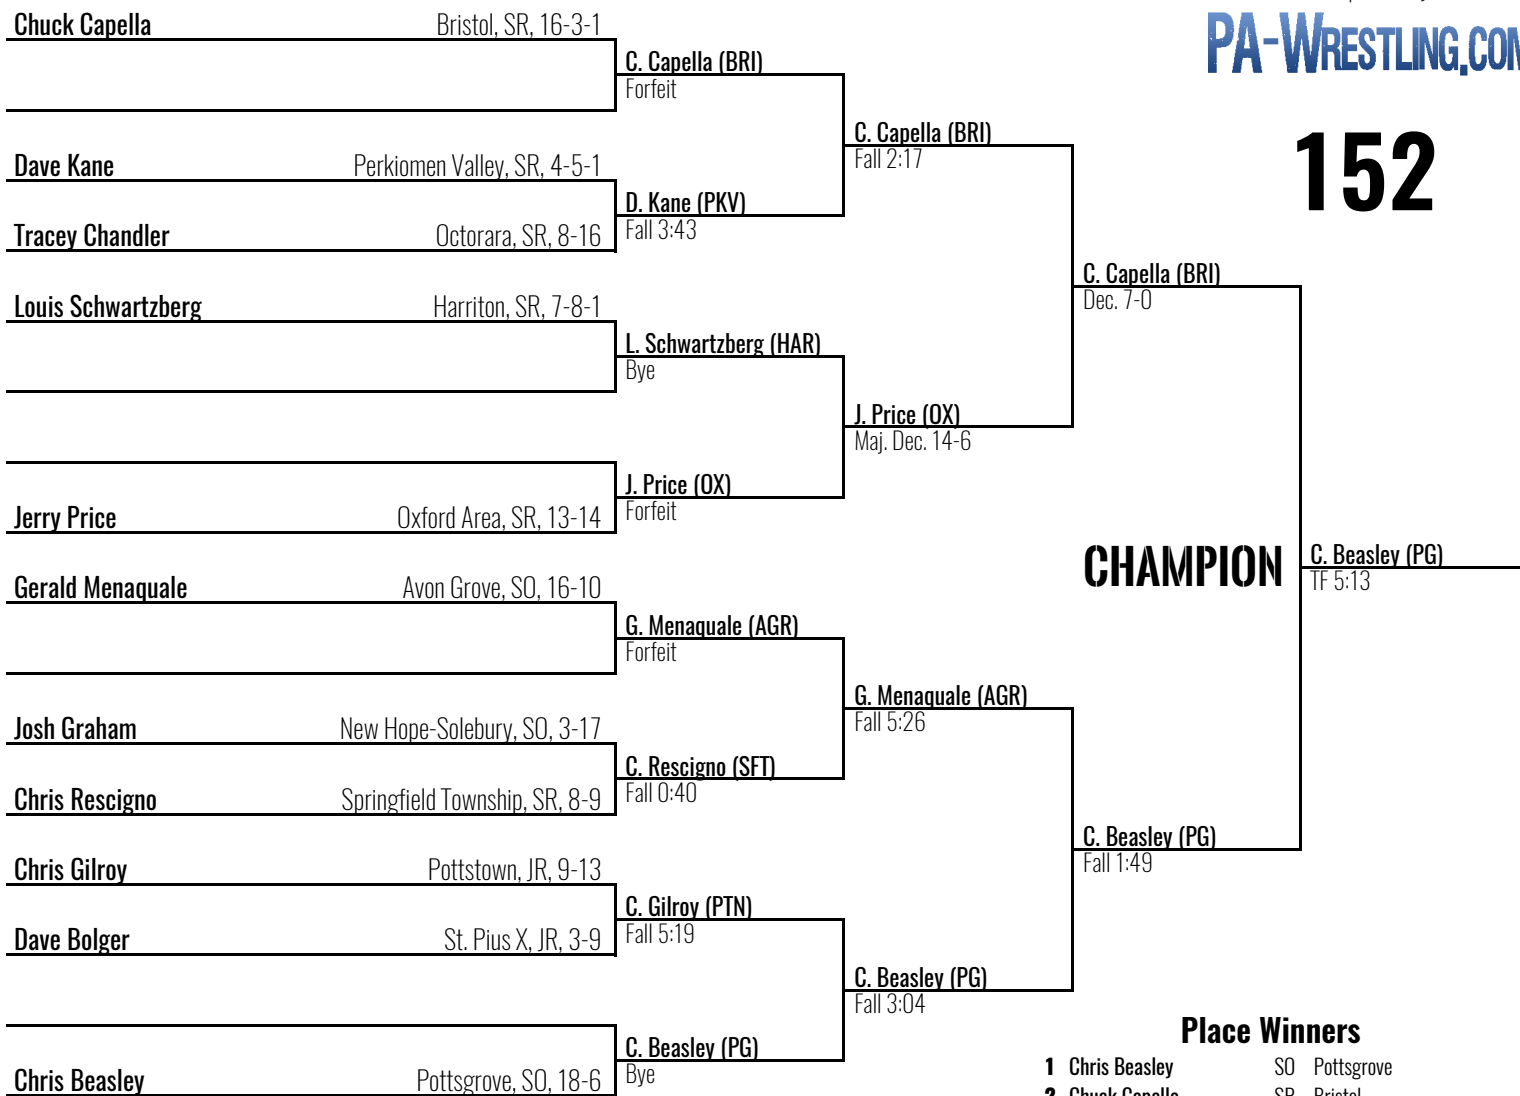 Chuck Capella Bristol, SR, 16-3-1
PA-WRESTLING.COM
C. Capella (BRI)
Forfeit
C. Capella (BRI)
Fall 2:17
152
Dave Kane Perkiomen Valley, SR, 4-5-1
D. Kane (PKV)
Fall 3:43
Tracey Chandler Octorara, SR, 8-16
C. Capella (BRI)
Dec. 7-0
Louis Schwartzberg Harriton, SR, 7-8-1
L. Schwartzberg (HAR)
Bye
J. Price (OX)
Maj. Dec. 14-6
J. Price (OX)
Forfeit
Jerry Price Oxford Area, SR, 13-14
CHAMPION
C. Beasley (PG)
TF 5:13
Gerald Menaquale Avon Grove, SO, 16-10
G. Menaquale (AGR)
Forfeit
G. Menaquale (AGR)
Fall 5:26
Josh Graham New Hope-Solebury, SO, 3-17
C. Rescigno (SFT)
Fall 0:40
Chris Rescigno Springfield Township, SR, 8-9
C. Beasley (PG)
Fall 1:49
Chris Gilroy Pottstown, JR, 9-13
C. Gilroy (PTN)
Fall 5:19
Dave Bolger St. Pius X, JR, 3-9
C. Beasley (PG)
Fall 3:04
C. Beasley (PG)
Bye
Chris Beasley Pottsgrove, SO, 18-6
Place Winners
1 Chris Beasley SO Pottsgrove
2 Chuck Capella SR Bristol